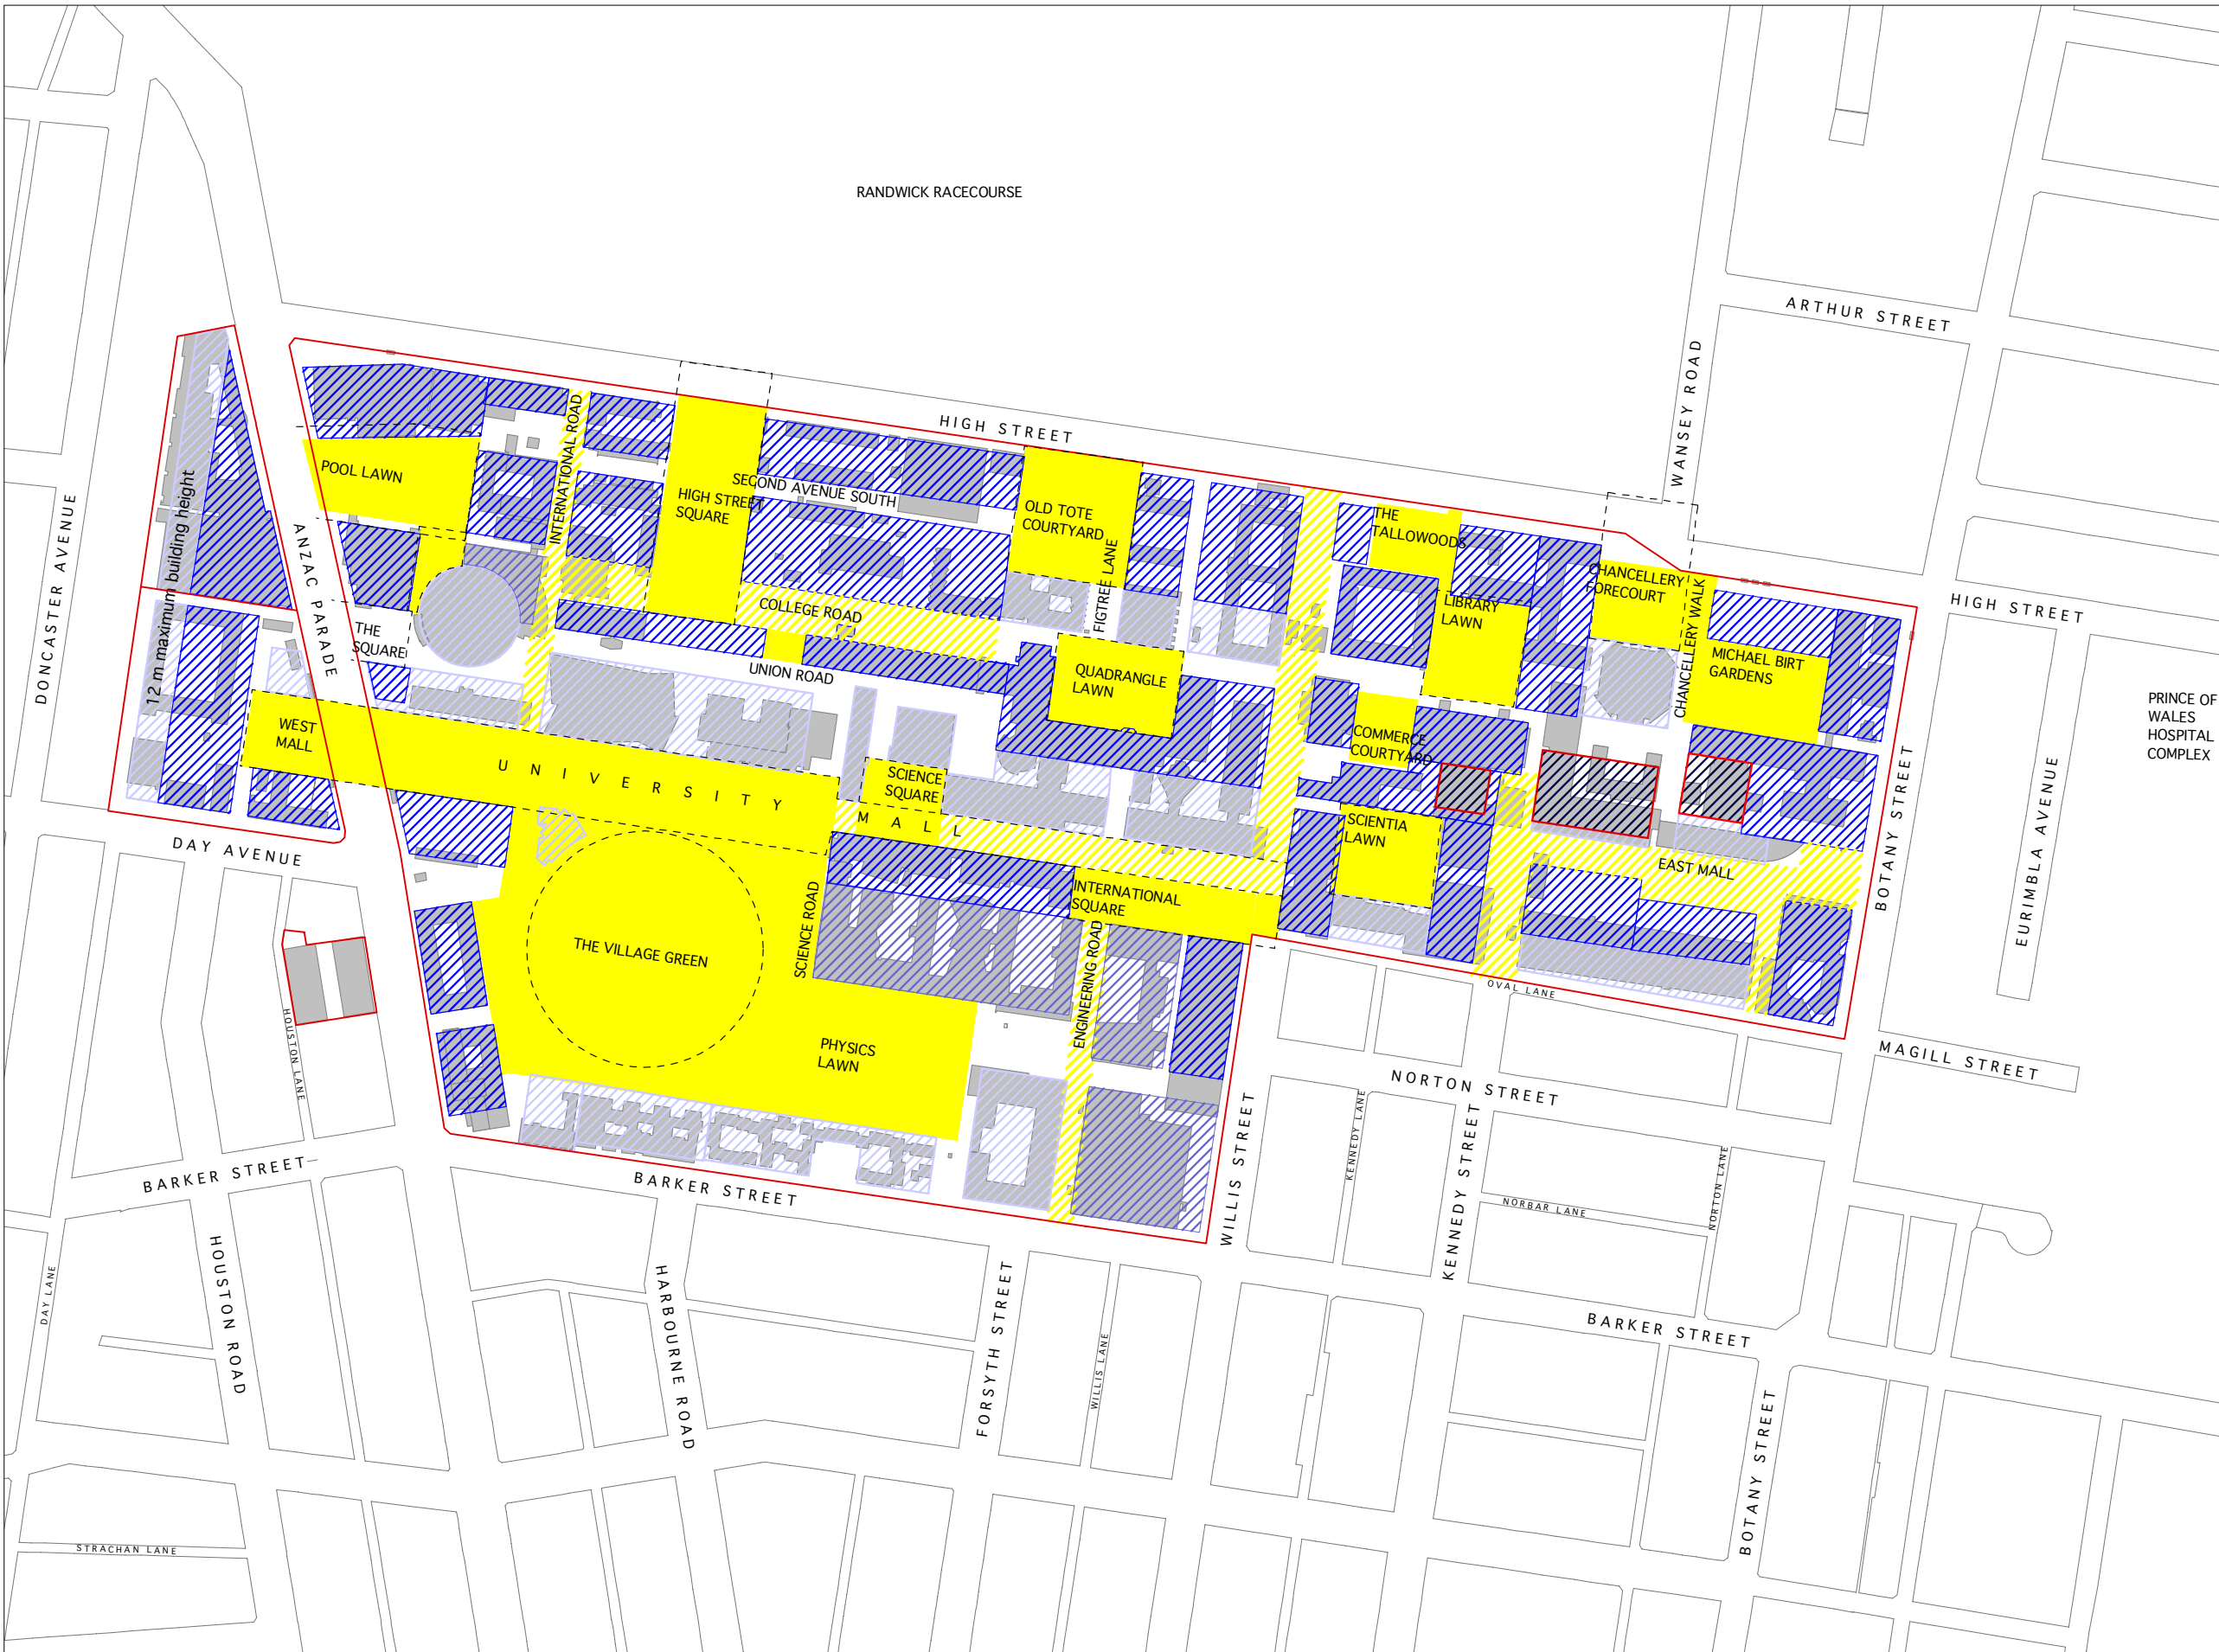 RANDWICK RACECOURSE
ARTHUR STREET
WANSEY ROAD
HIGH STREET
HIGH STREET
DONCASTER AVENUE
ANZAC PARADE
12 m maximum building height
POOL LAWN
INTERNATIONAL ROAD
HIGH STREET
SQUARE
SECOND AVENUE SOUTH
OLD TOTE
COURTYARD
FIGTREE LANE
THE
TALLOWOODS
CHANCELLERY
FORECOURT
CHANCELLERY WALK
LIBRARY
LAWN
MICHAEL BIRT
GARDENS
COLLEGE ROAD
THE
SQUARE
UNION ROAD
QUADRANGLE
LAWN
PRINCE OF
WALES
HOSPITAL
COMPLEX
WEST
MALL
COMMERCE
COURTYARD
UNIVERSITY
MALL
SCIENCE
SQUARE
SCIENTIA
LAWN
EAST MALL
BOTANY STREET
EURIMBLA AVENUE
DAY AVENUE
INTERNATIONAL
SQUARE
SCIENCE ROAD
THE VILLAGE GREEN
ENGINEERING ROAD
OVAL LANE
PHYSICS
LAWN
HOUSTON LANE
MAGILL STREET
NORTON STREET
KENNEDY LANE
KENNEDY STREET
WILLIS STREET
NORTON LANE
NORBAR LANE
BARKER STREET
BARKER STREET
BARKER STREET
DAY LANE
HOUSTON ROAD
HARBOURNE ROAD
FORSYTH STREET
WILLIS LANE
BOTANY STREET
STRACHAN LANE